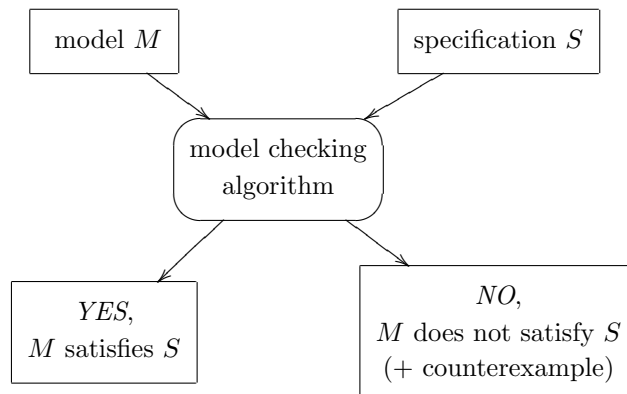 model M
specification S
model checking
algorithm
YES,
M satisfies S
NO,
M does not satisfy S
(+ counterexample)